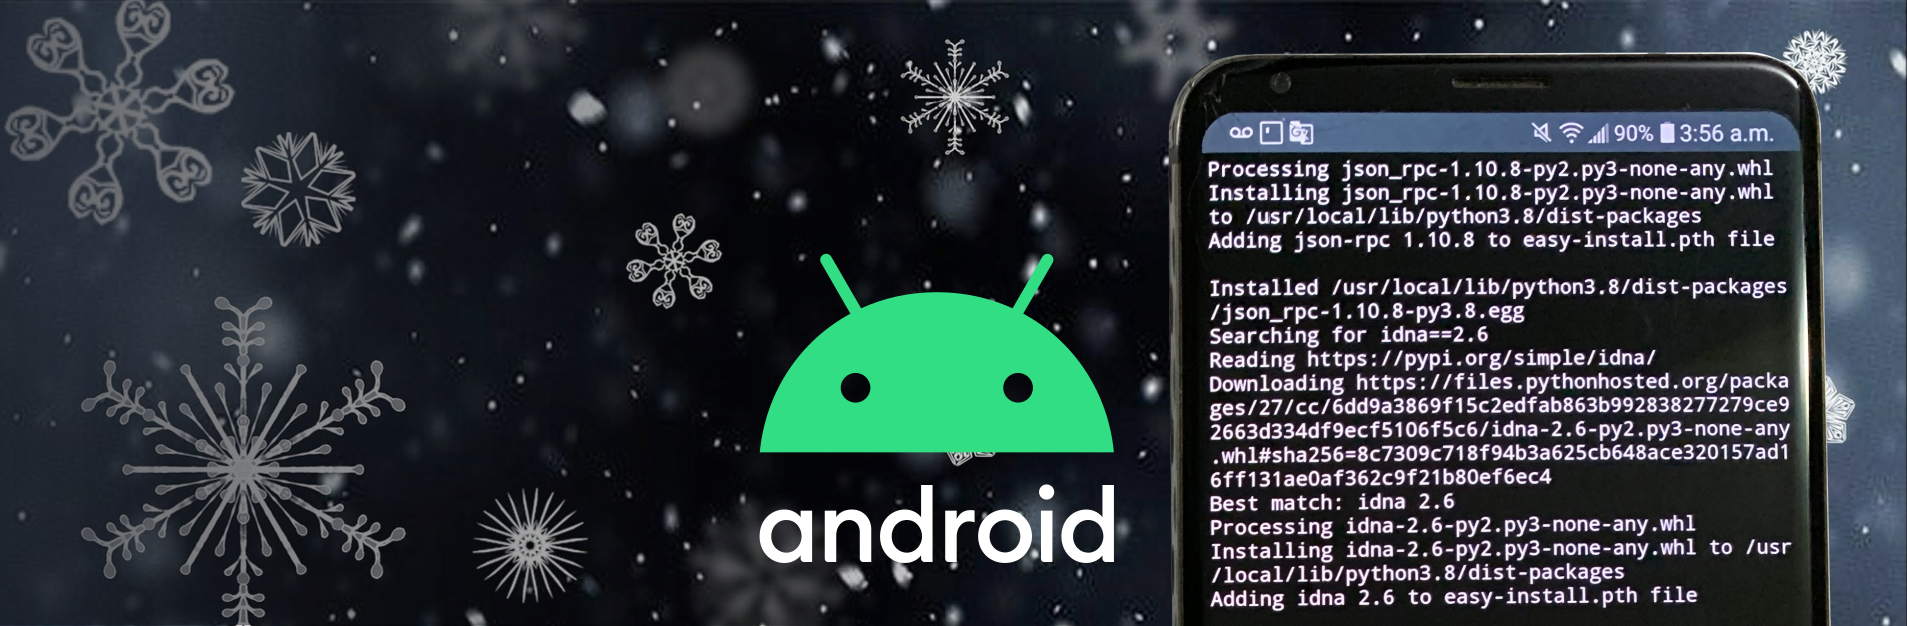 android
90% 3:56 a.m.
Processing json_rpc-1.10.8-py2.py3-none-any.whl
Installing json_rpc-1.10.8-py2.py3-none-any.whl
to /usr/local/lib/python3.8/dist-packages
Adding json-rpc 1.10.8 to easy-install.pth file
Installed /usr/local/lib/python3.8/dist-packages
/json_rpc-1.10.8-py3.8.egg
Searching for idna==2.6
Reading https://pypi.org/simple/idna/
Downloading https://files.pythonhosted.org/packa
ges/27/cc/6dd9a3869f15c2edfab863b992838277279ce9
2663d334df9ecf5106f5c6/idna-2.6-py2.py3-none-any
.whl#sha256=8c7309c718f94b3a625cb648ace320157ad1
6ff131ae0af362c9f21b80ef6ec4
Best match: idna 2.6
Processing idna-2.6-py2.py3-none-any.whl
Installing idna-2.6-py2.py3-none-any.whl to /usr
/local/lib/python3.8/dist-packages
Adding idna 2.6 to easy-install.pth file